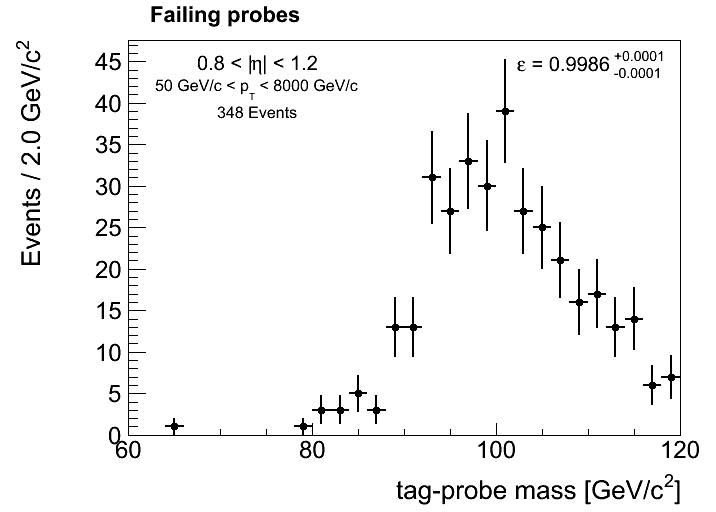 Failing probes
0.8 < |η| < 1.2
50 GeV/c < p_T < 8000 GeV/c
348 Events
ε = 0.9986 +0.0001 -0.0001
Events / 2.0 GeV/c²
45
40
35
30
25
20
15
10
5
0
60 80 100 120
tag-probe mass [GeV/c²]